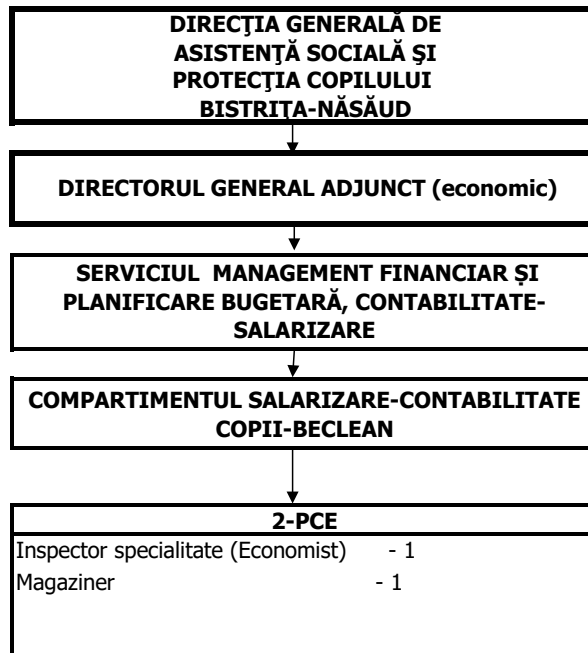 DIRECŢIA GENERALĂ DE
ASISTENŢĂ SOCIALĂ ŞI
PROTECŢIA COPILULUI
BISTRIŢA-NĂSĂUD
DIRECTORUL GENERAL ADJUNCT (economic)
SERVICIUL MANAGEMENT FINANCIAR ȘI
PLANIFICARE BUGETARĂ, CONTABILITATE-
SALARIZARE
COMPARTIMENTUL SALARIZARE-CONTABILITATE
COPII-BECLEAN
2-PCE
Inspector specialitate (Economist) - 1
Magaziner - 1